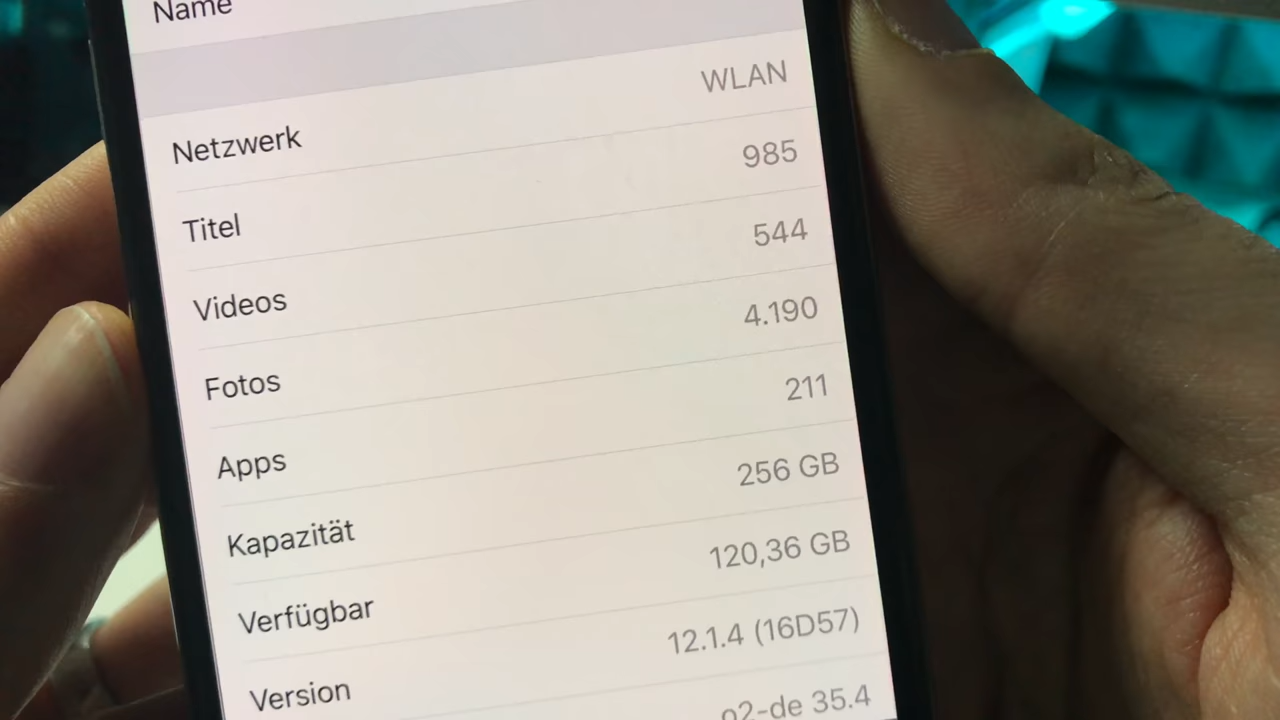 Name
Netzwerk WLAN
Titel 985
Videos 544
Fotos 4.190
Apps 211
Kapazität 256 GB
Verfügbar 120,36 GB
Version 12.1.4 (16D57)
o2-de 35.4